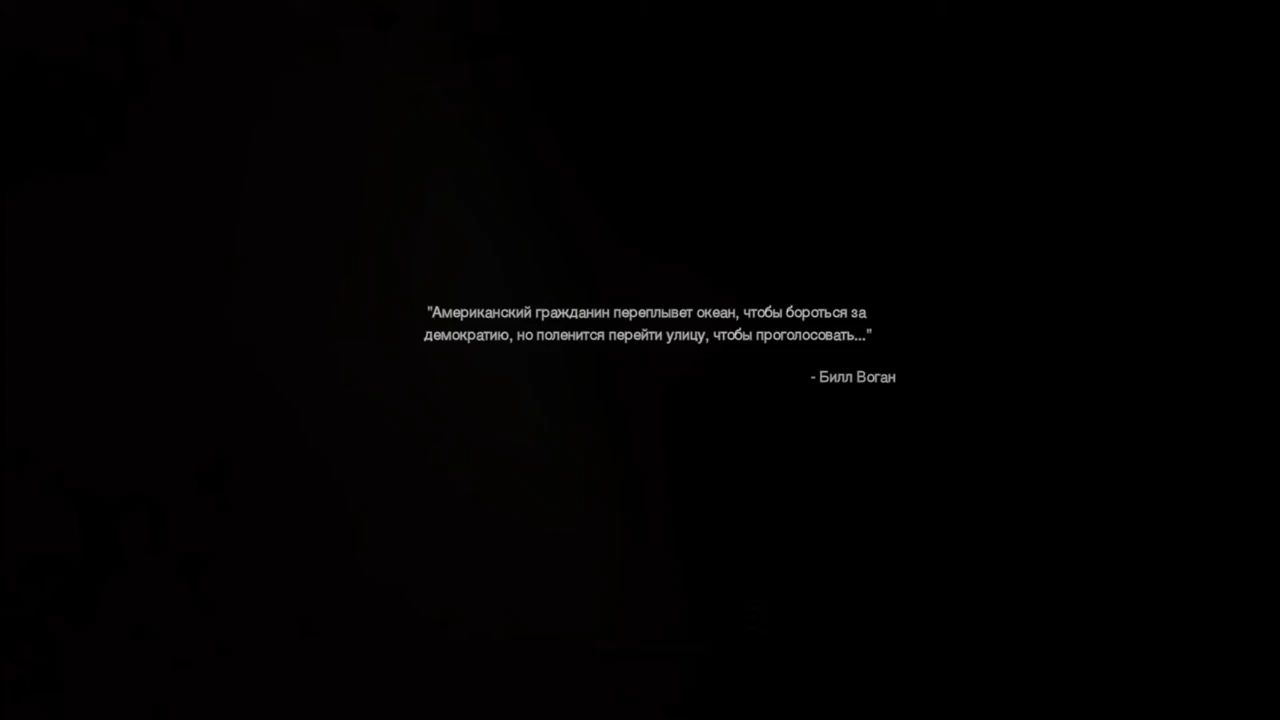 "Американский гражданин переплывет океан, чтобы бороться за
демократию, но поленится перейти улицу, чтобы проголосовать..."
- Билл Воган